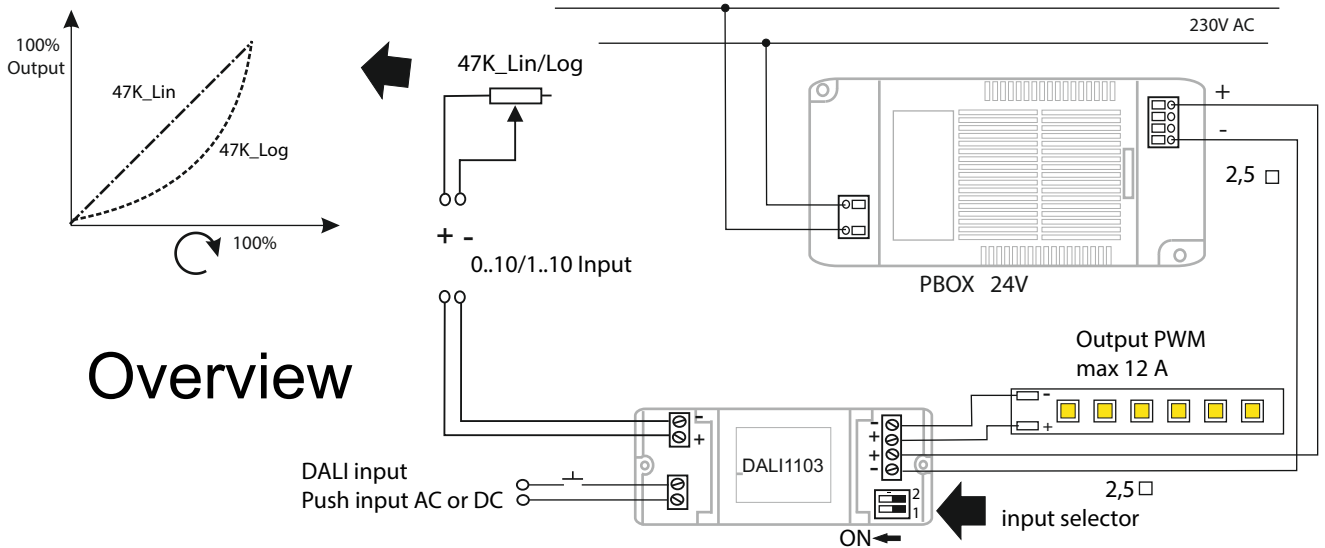 100%
Output
47K_Lin
47K_Log
100%
47K_Lin/Log
+ -
0..10/1..10 Input
230V AC
+
-
2,5 □
PBOX 24V
Overview
Output PWM
max 12 A
-
+
-
+
DALI1103
-
+
+
-
DALI input
Push input AC or DC
2
1
ON
2,5 □
input selector